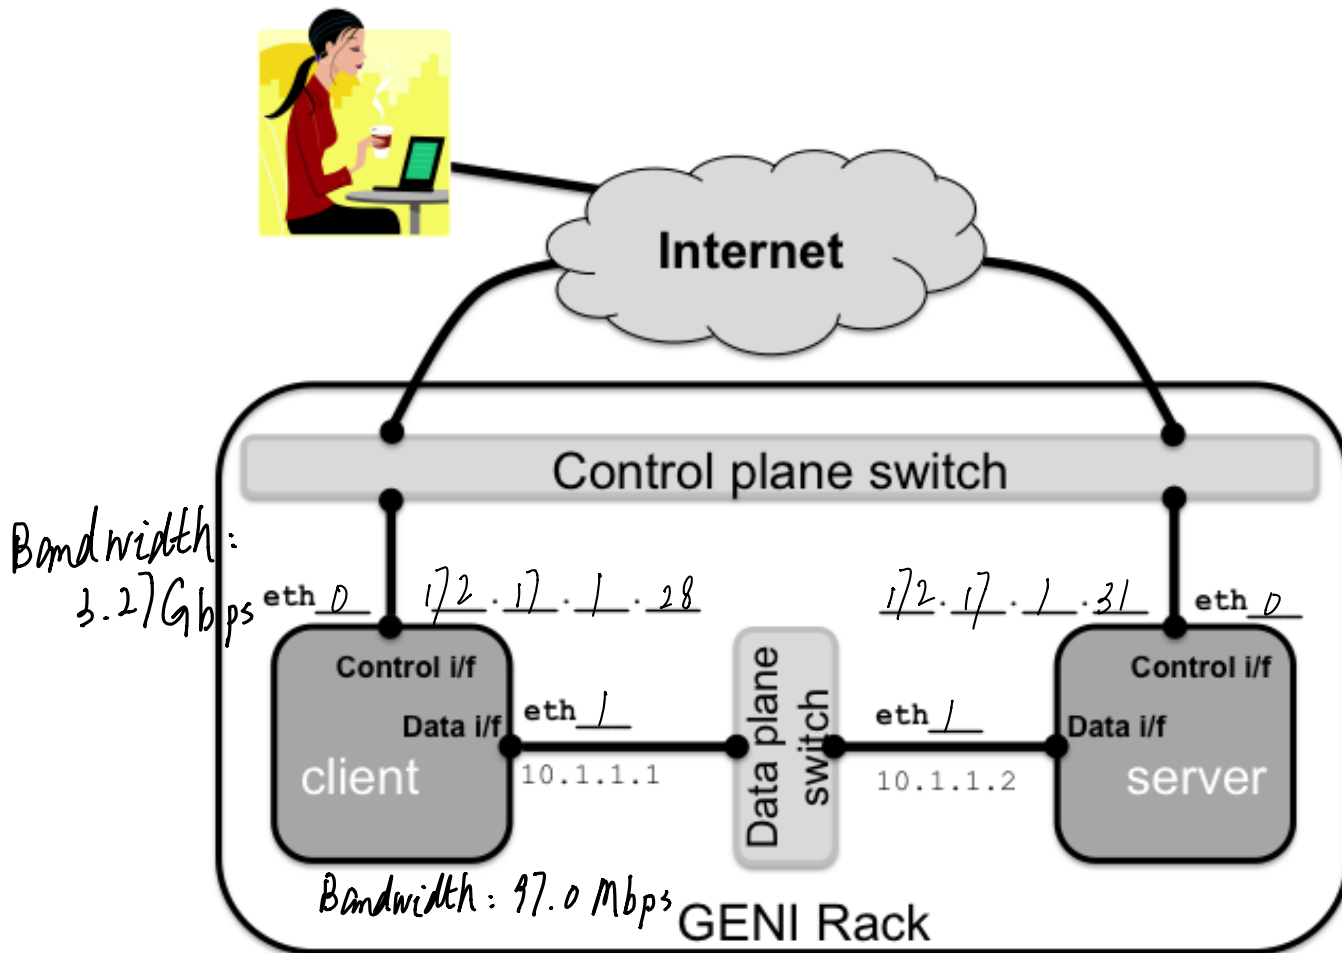 Internet
Control plane switch
Bandwidth:
3.27Gbps
eth 0
172.17.1.28
172.17.1.31
eth 0
Control i/f
Data i/f
client
eth 1
10.1.1.1
Data plane
switch
eth 1
10.1.1.2
Control i/f
Data i/f
server
Bandwidth: 97.0 Mbps
GENI Rack